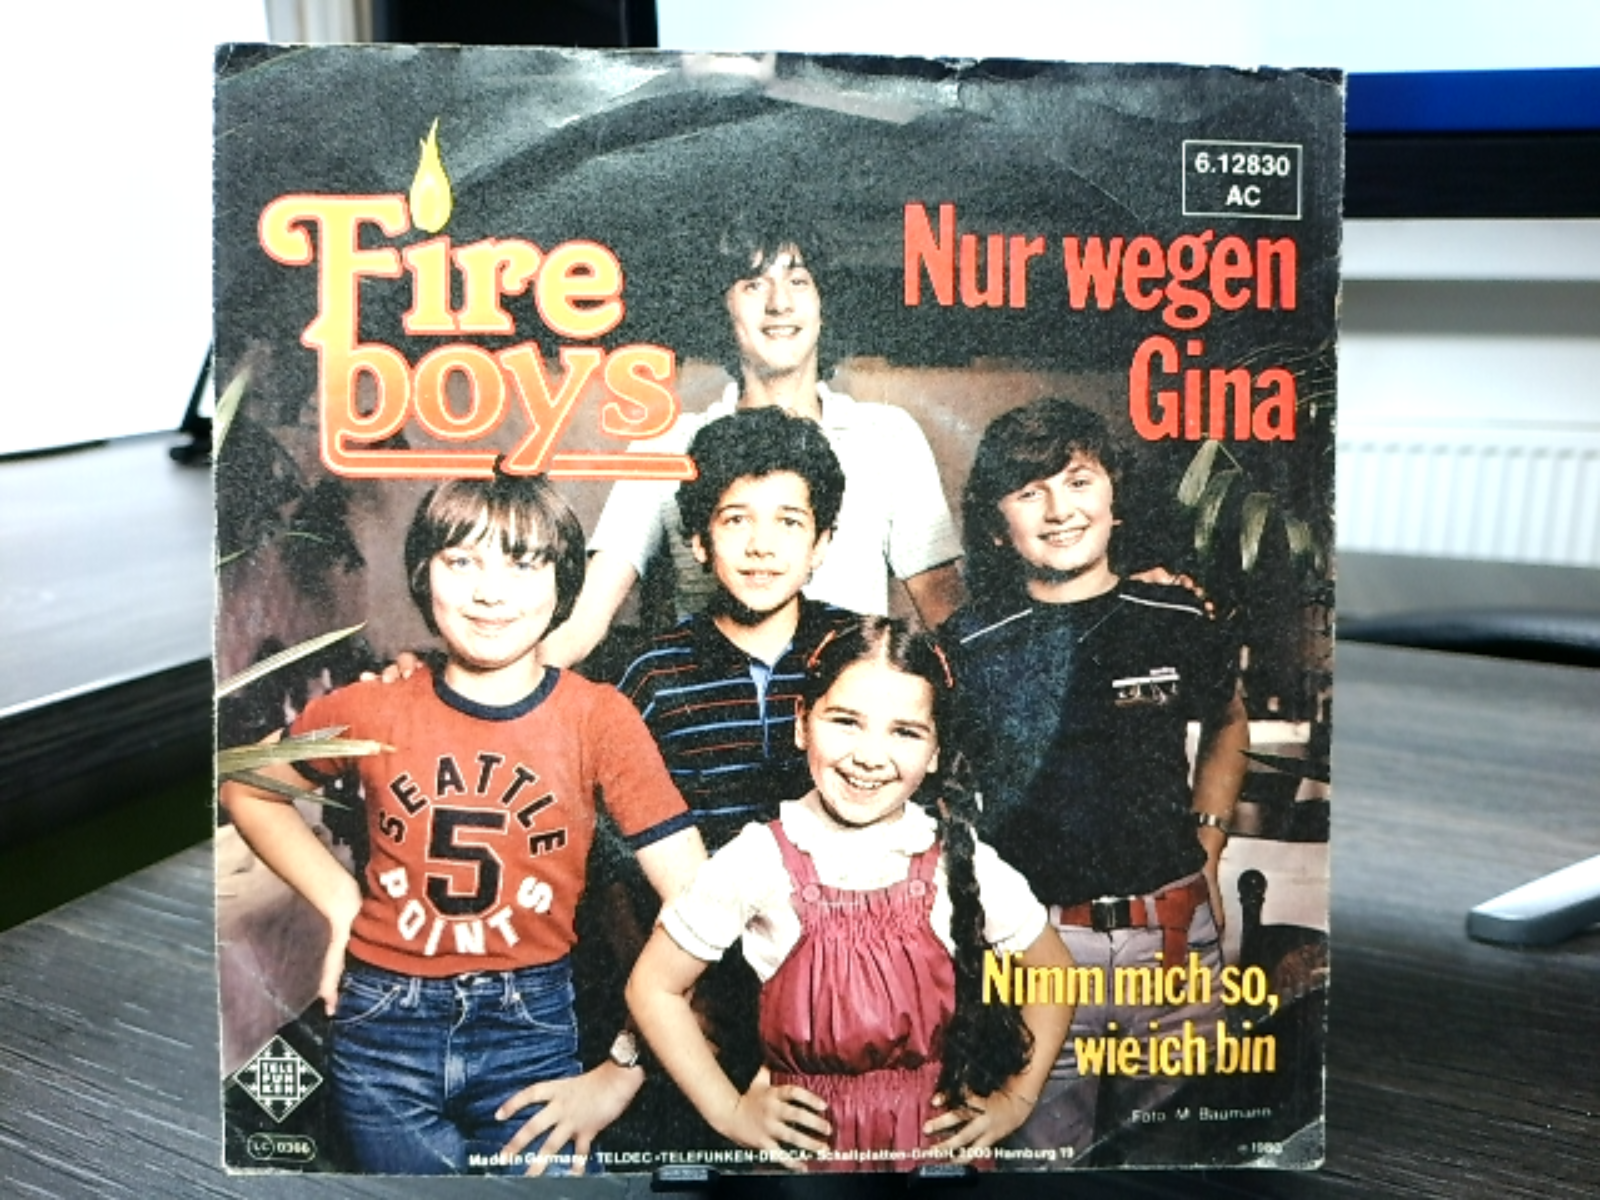 Fire
boys
6.12830
AC
Nur wegen
Gina
SEATTLE
5
POINTS
Nimm mich so,
wie ich bin
TELE
FUN
KEN
LC 0366
Foto M. Baumann
1980
Made in Germany · TELDEC »TELEFUNKEN-DECCA« Schallplatten-GmbH, 2000 Hamburg 19